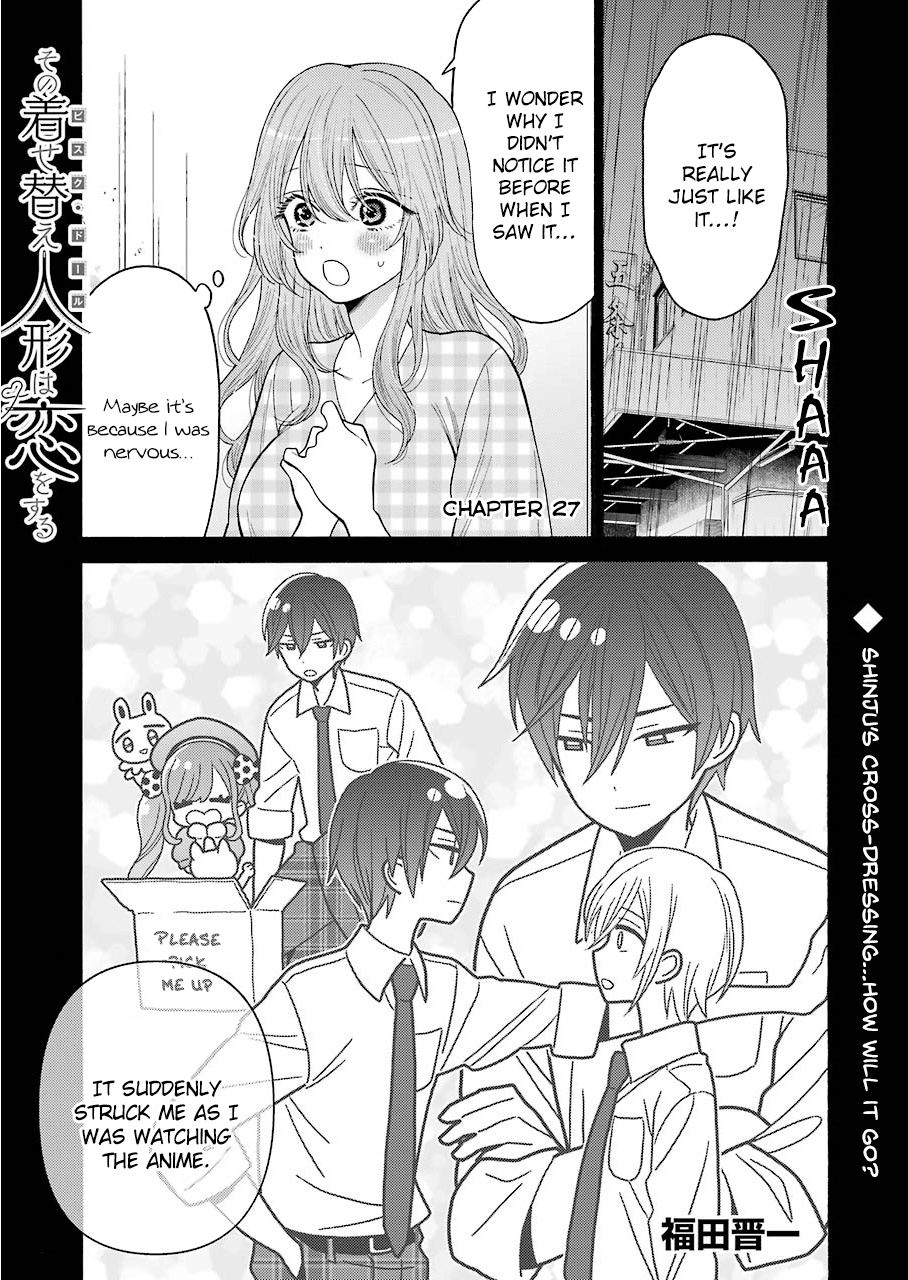 IT'S
REALLY
JUST LIKE
IT...!
五条
SHAAA
I WONDER
WHY I
DIDN'T
NOTICE IT
BEFORE
WHEN I
SAW IT...
Maybe it's
because I was
nervous...
CHAPTER 27
その着せ替え人形は恋をする
ビスク・ドール
SHINJU'S CROSS-DRESSING...HOW WILL IT GO?
PLEASE
PICK
ME UP
IT SUDDENLY
STRUCK ME AS I
WAS WATCHING
THE ANIME.
福田晋一